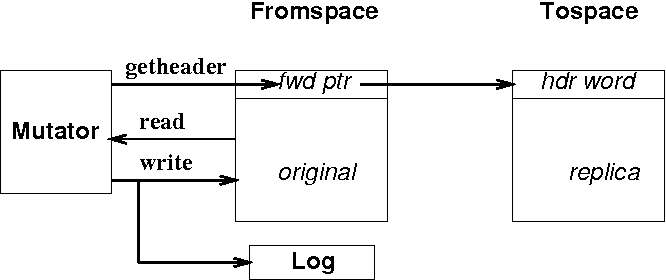 Fromspace
Tospace
getheader
fwd ptr
hdr word
Mutator
read
write
original
replica
Log